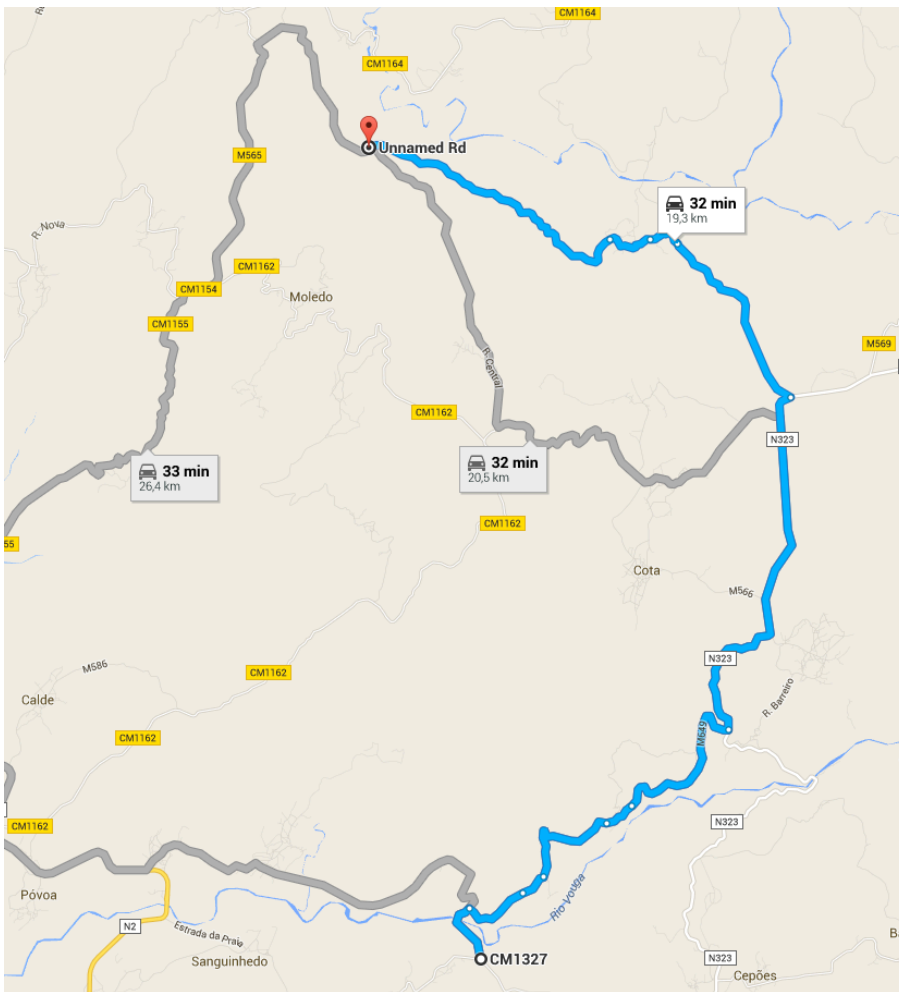 CM1164
CM1164
Unnamed Rd
M565
R. Nova
32 min
19,3 km
CM1162
CM1154
Moledo
CM1155
M569
R. Central
CM1162
N323
33 min
26,4 km
32 min
20,5 km
CM1162
55
Cota
M566
N323
M586
CM1162
Calde
R. Barreiro
M649
CM1162
CM1162
N323
Rio Vouga
Póvoa
N2
Estrada da Praia
Sanguinhedo
CM1327
N323
Cepões